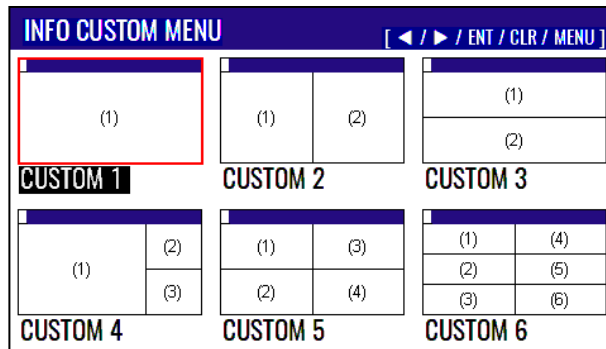 INFO CUSTOM MENU
[ ◀ / ▶ / ENT / CLR / MENU ]
(1)
CUSTOM 1
(1) (2)
CUSTOM 2
(1)
(2)
CUSTOM 3
(1) (2)
(3)
CUSTOM 4
(1) (3)
(2) (4)
CUSTOM 5
(1) (4)
(2) (5)
(3) (6)
CUSTOM 6